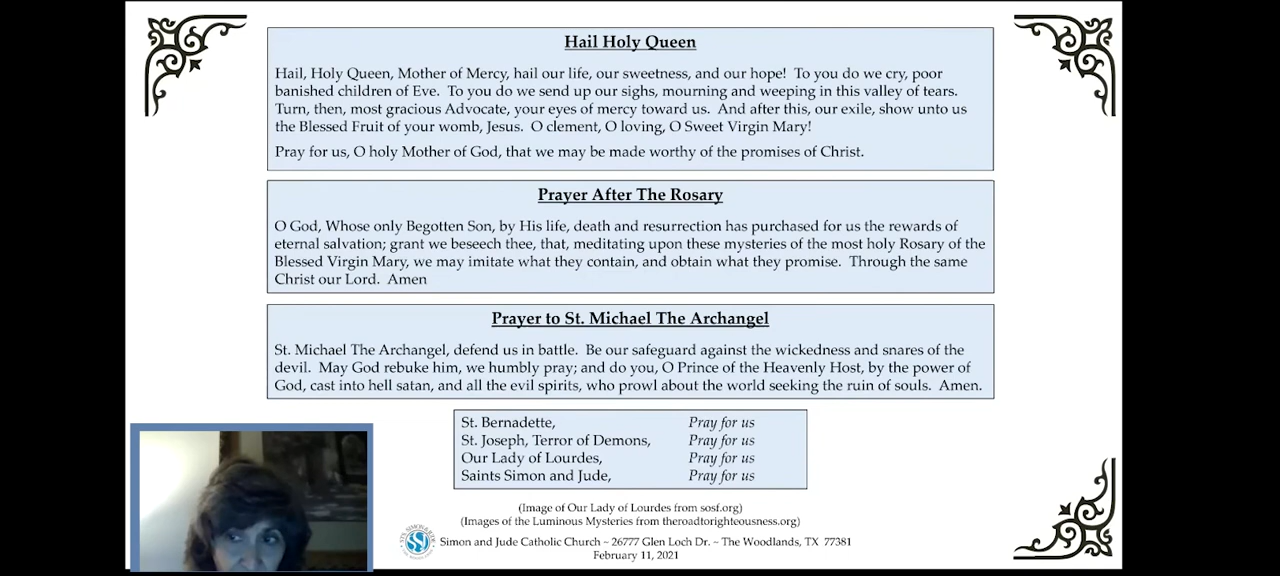 Hail Holy Queen
Hail, Holy Queen, Mother of Mercy, hail our life, our sweetness, and our hope! To you do we cry, poor
banished children of Eve. To you do we send up our sighs, mourning and weeping in this valley of tears.
Turn, then, most gracious Advocate, your eyes of mercy toward us. And after this, our exile, show unto us
the Blessed Fruit of your womb, Jesus. O clement, O loving, O Sweet Virgin Mary!
Pray for us, O holy Mother of God, that we may be made worthy of the promises of Christ.
Prayer After The Rosary
O God, Whose only Begotten Son, by His life, death and resurrection has purchased for us the rewards of
eternal salvation; grant we beseech thee, that, meditating upon these mysteries of the most holy Rosary of the
Blessed Virgin Mary, we may imitate what they contain, and obtain what they promise. Through the same
Christ our Lord. Amen
Prayer to St. Michael The Archangel
St. Michael The Archangel, defend us in battle. Be our safeguard against the wickedness and snares of the
devil. May God rebuke him, we humbly pray; and do you, O Prince of the Heavenly Host, by the power of
God, cast into hell satan, and all the evil spirits, who prowl about the world seeking the ruin of souls. Amen.
St. Bernadette, Pray for us
St. Joseph, Terror of Demons, Pray for us
Our Lady of Lourdes, Pray for us
Saints Simon and Jude, Pray for us
(Image of Our Lady of Lourdes from sosf.org)
(Images of the Luminous Mysteries from theroadtorighteousness.org)
Simon and Jude Catholic Church ~ 26777 Glen Loch Dr. ~ The Woodlands, TX 77381
February 11, 2021